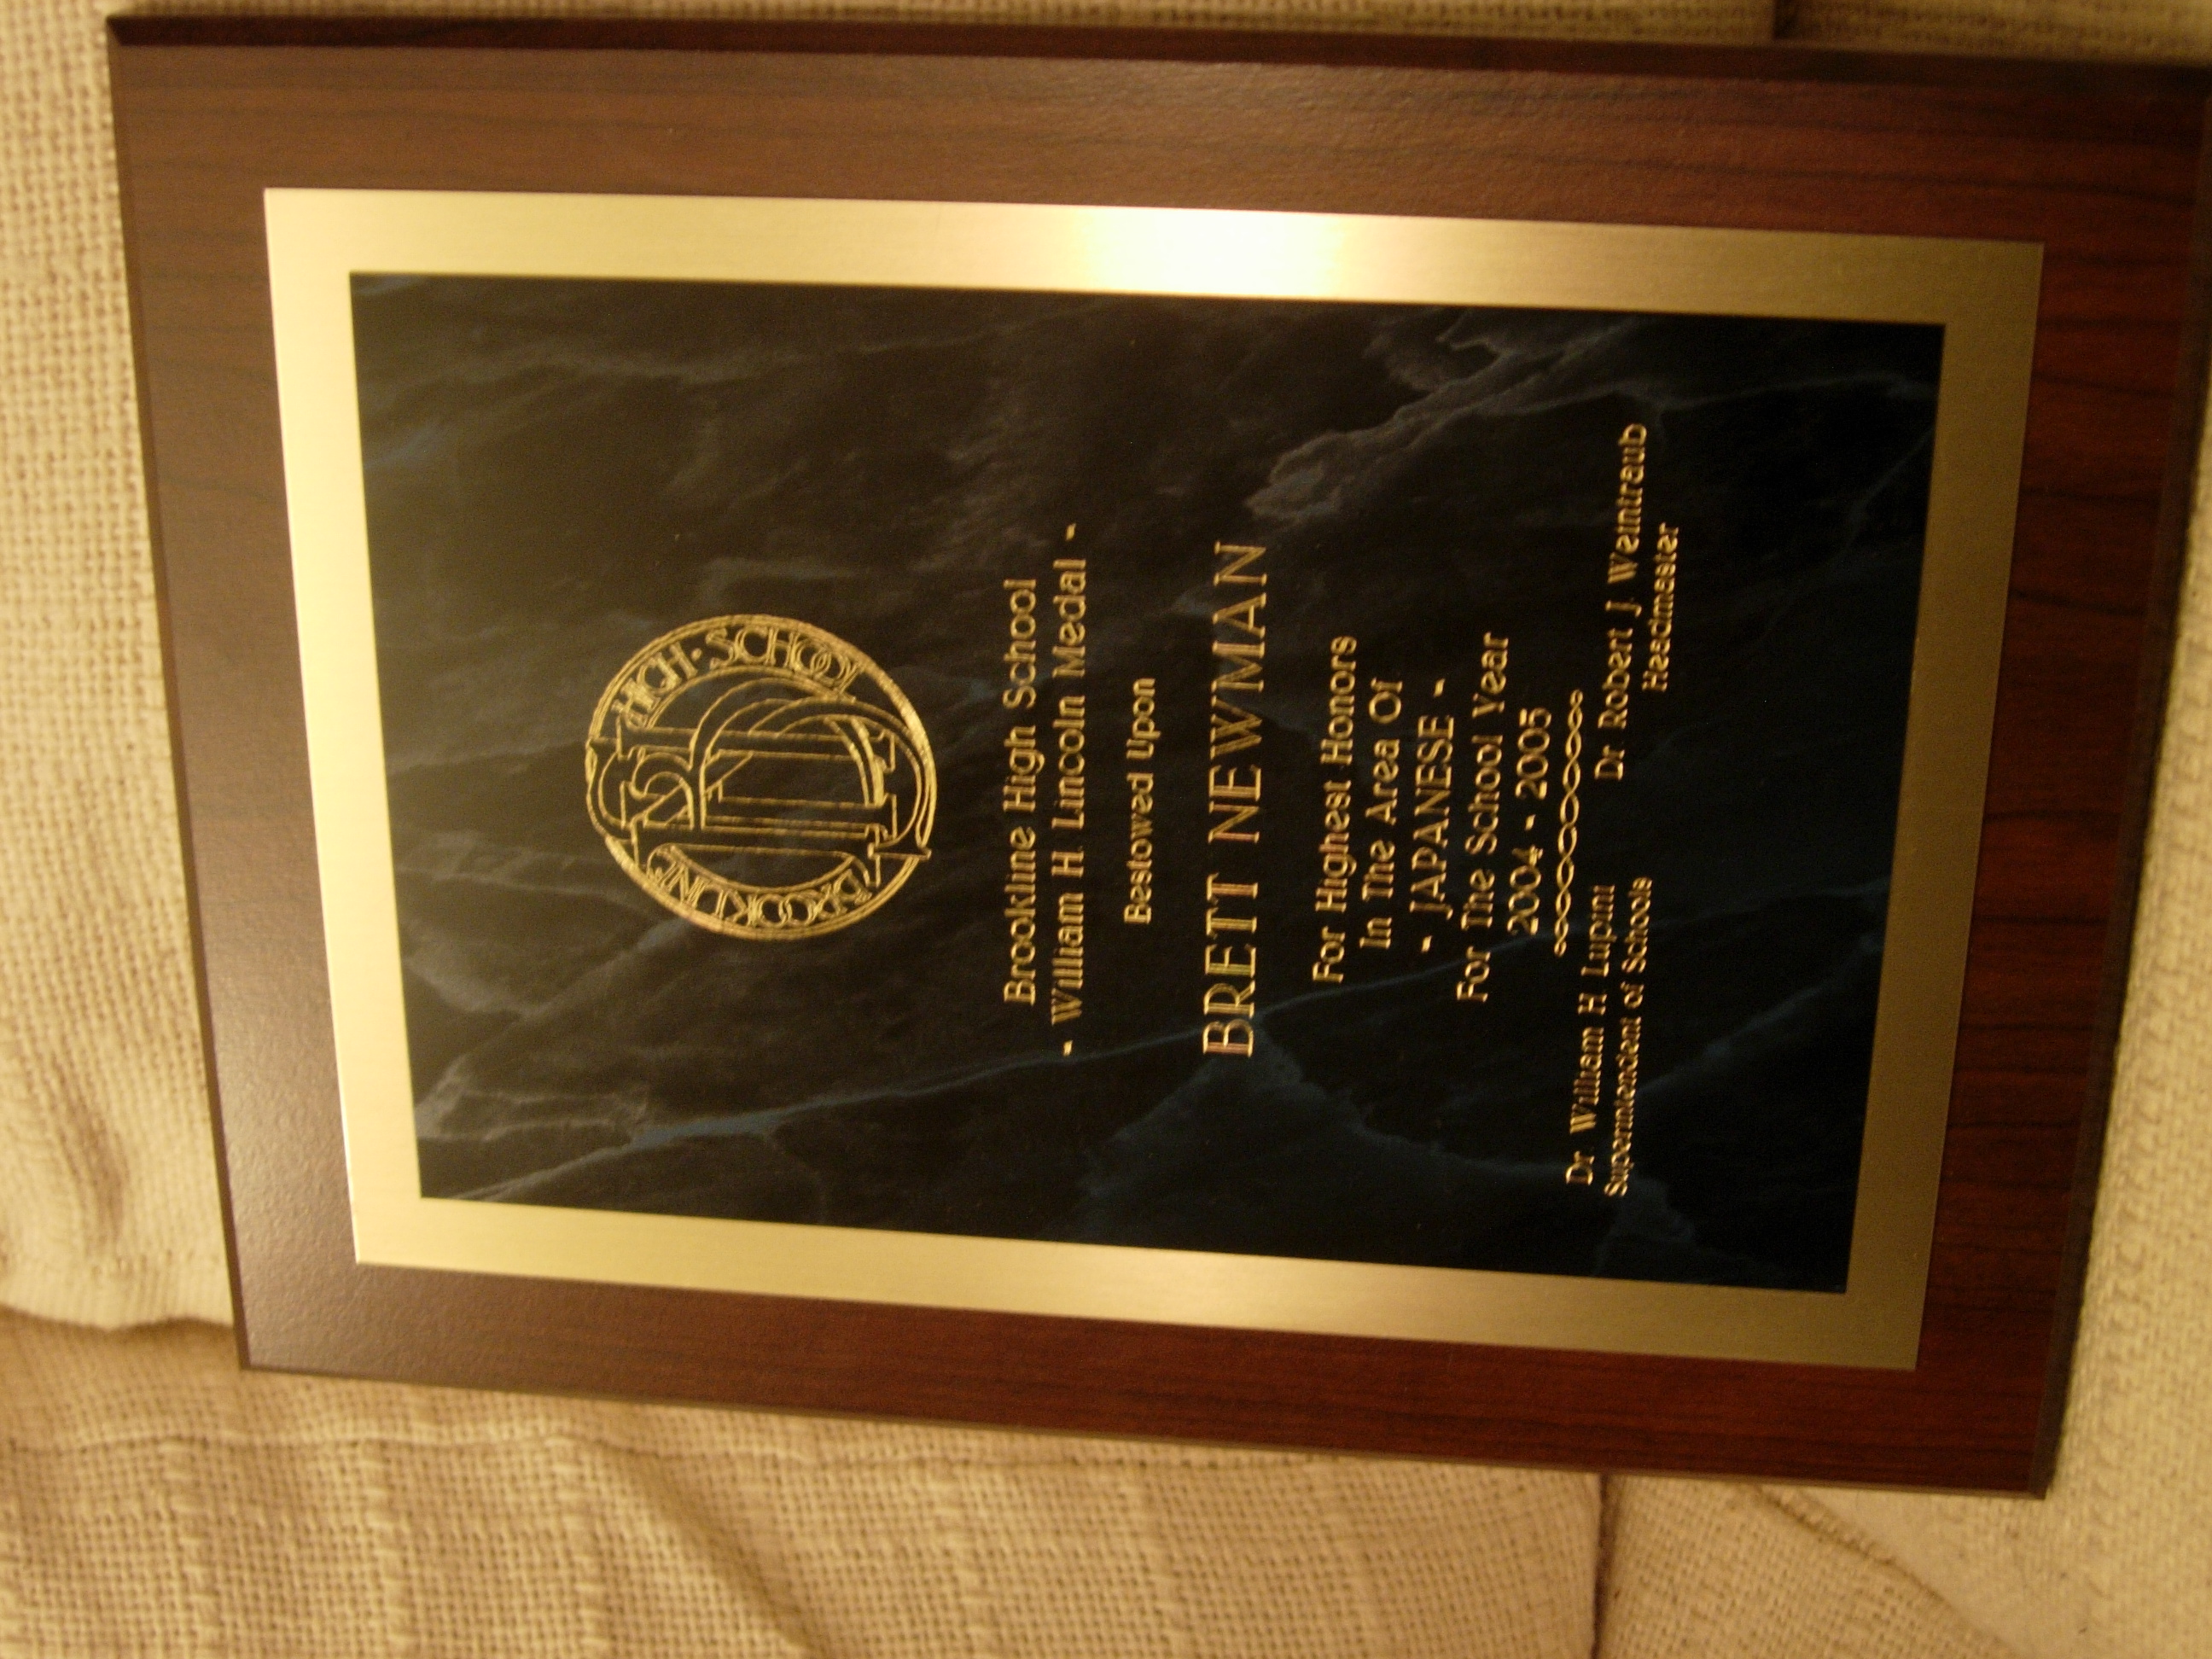 BROOKLINE HIGH · SCHOOL
Brookline High School
- William H. Lincoln Medal -
Bestowed Upon
BRETT NEWMAN
For Highest Honors
In The Area Of
- JAPANESE -
For The School Year
2004 - 2005
Dr William H Lupini Dr Robert J. Weintraub
Superintendent of Schools Headmaster